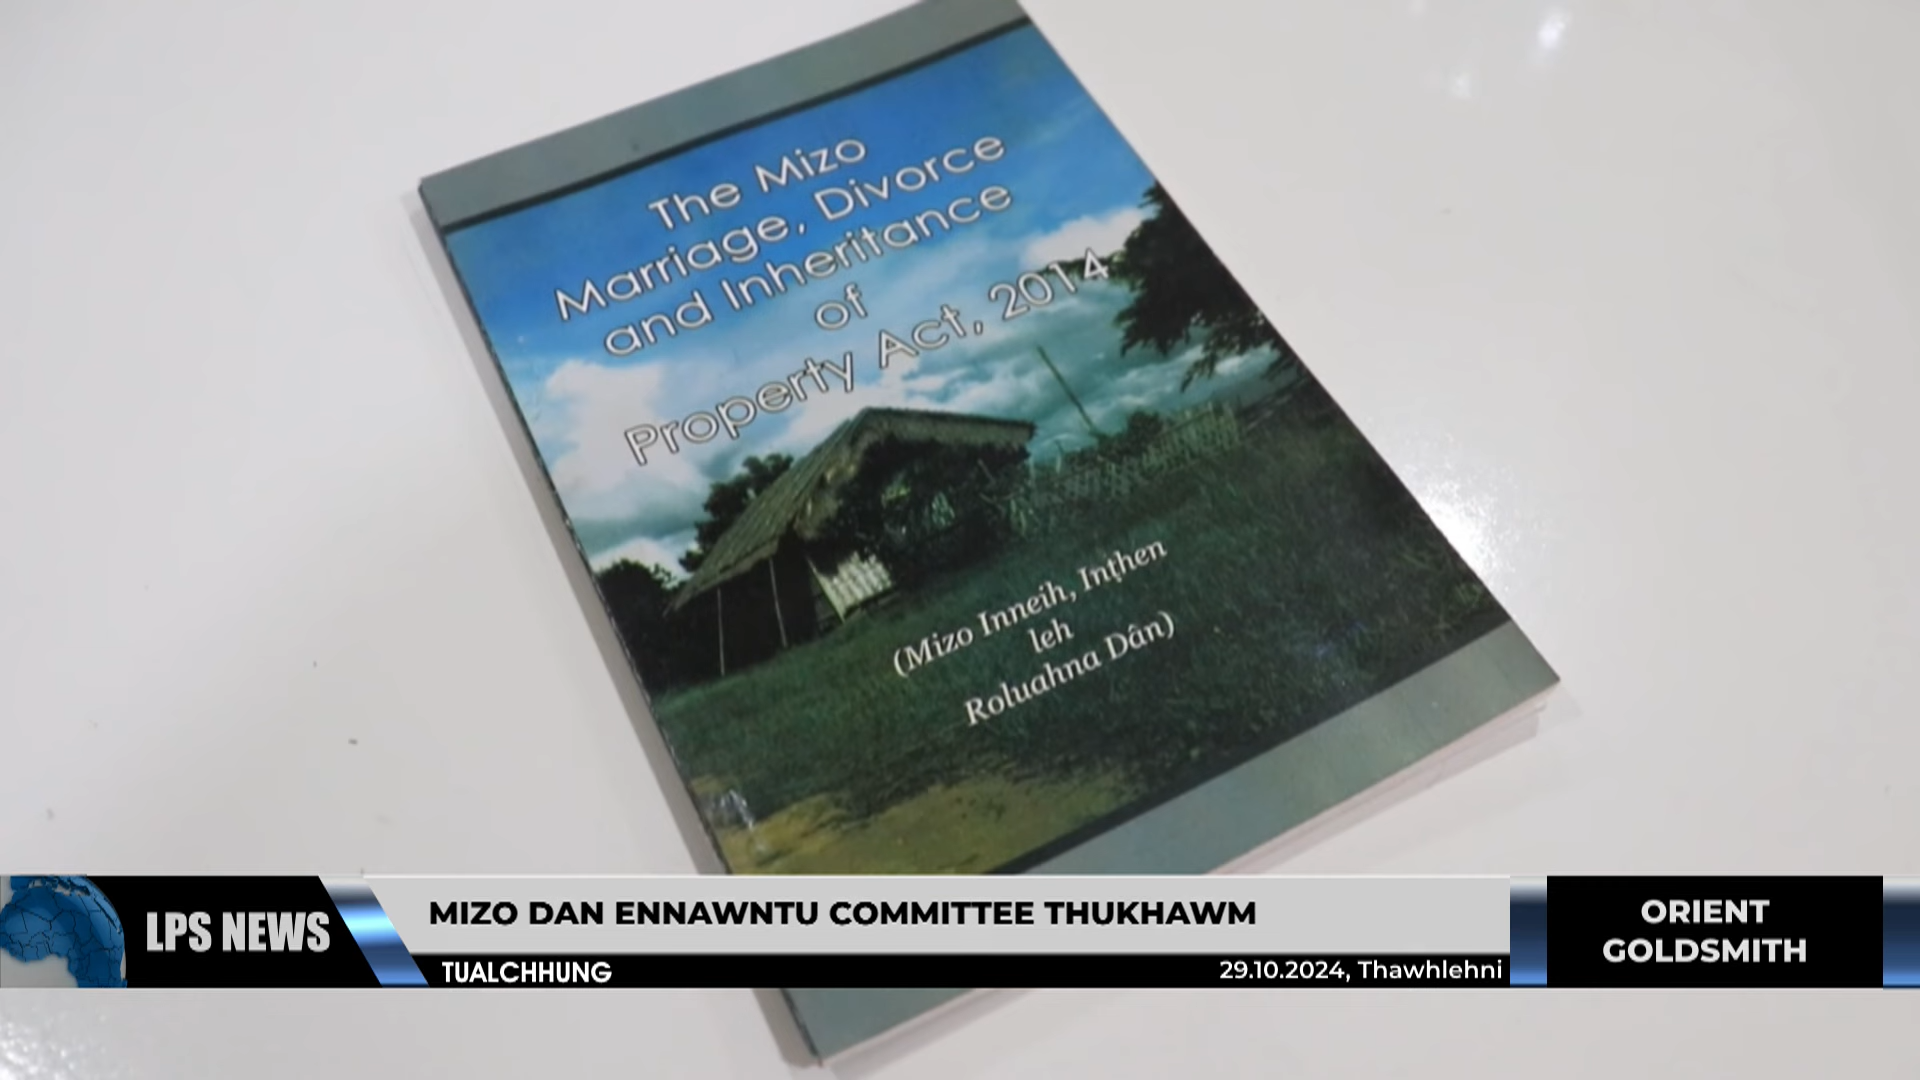 The Mizo
Marriage, Divorce
and Inheritance
of
Property Act, 2014
(Mizo Inneih, Inṭhen
leh
Roluahna Dân)
LPS NEWS
MIZO DAN ENNAWNTU COMMITTEE THUKHAWM
TUALCHHUNG
29.10.2024, Thawhlehni
ORIENT
GOLDSMITH